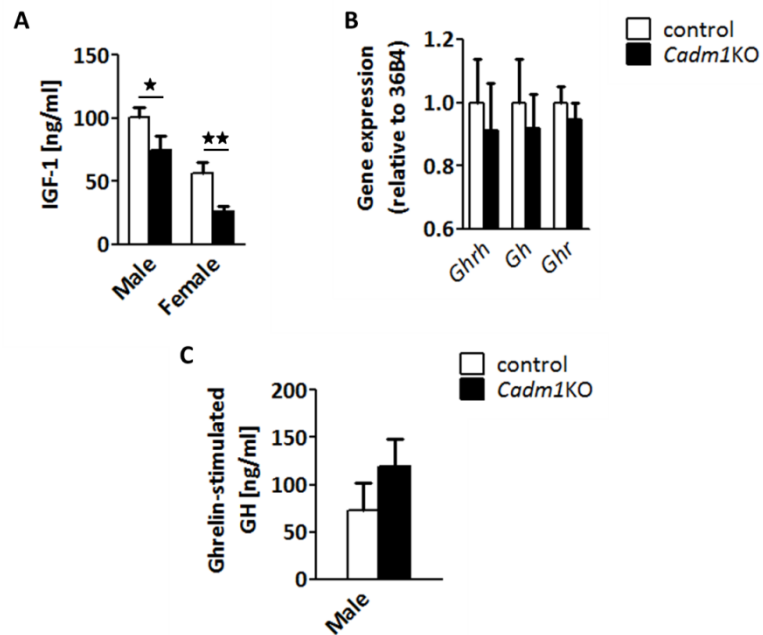 A
IGF-1 [ng/ml]
150
100
50
0
★
★★
Male
Female
B
Gene expression
(relative to 36B4)
1.2
1.0
0.8
0.6
Ghrh
Gh
Ghr
control
Cadm1KO
C
Ghrelin-stimulated
GH [ng/ml]
200
150
100
50
0
Male
control
Cadm1KO